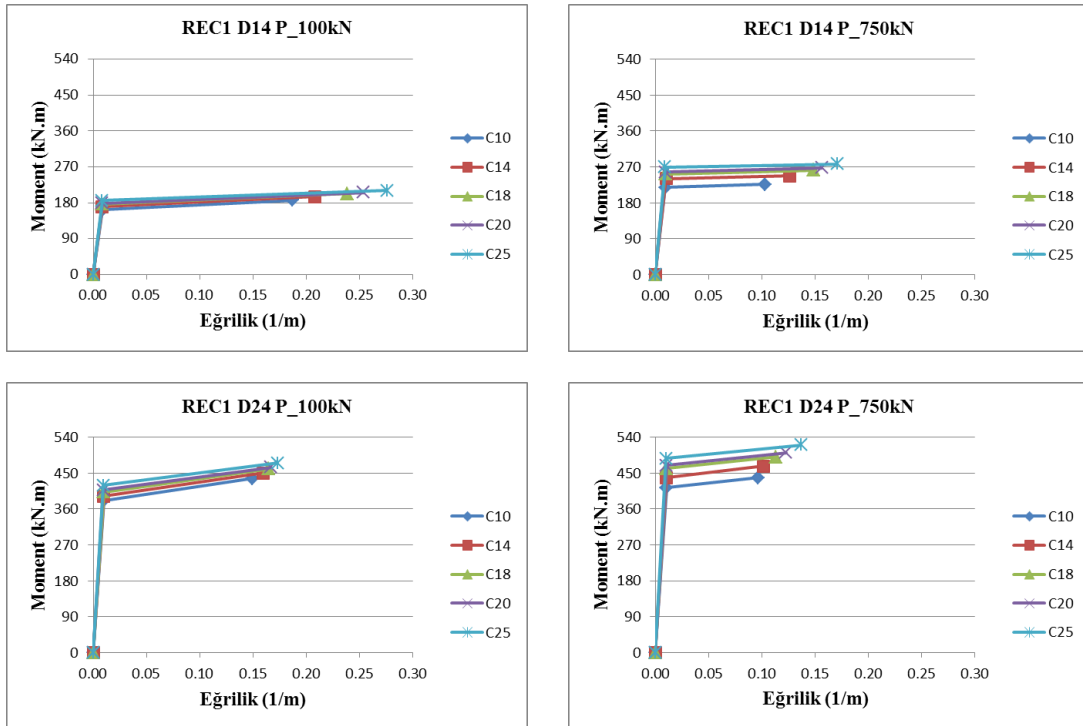 REC1 D14 P_100kN
Moment (kN.m)
540
450
360
270
180
90
0
0.00 0.05 0.10 0.15 0.20 0.25 0.30
Eğrilik (1/m)
C10
C14
C18
C20
C25
REC1 D14 P_750kN
Moment (kN.m)
540
450
360
270
180
90
0
0.00 0.05 0.10 0.15 0.20 0.25 0.30
Eğrilik (1/m)
C10
C14
C18
C20
C25
REC1 D24 P_100kN
Moment (kN.m)
540
450
360
270
180
90
0
0.00 0.05 0.10 0.15 0.20 0.25 0.30
Eğrilik (1/m)
C10
C14
C18
C20
C25
REC1 D24 P_750kN
Moment (kN.m)
540
450
360
270
180
90
0
0.00 0.05 0.10 0.15 0.20 0.25 0.30
Eğrilik (1/m)
C10
C14
C18
C20
C25